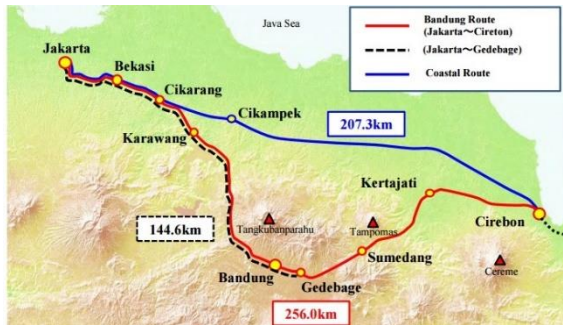 Java Sea
Bandung Route
(Jakarta～Cireton)
(Jakarta～Gedebage)
Coastal Route
Jakarta
Bekasi
Cikarang
Cikampek
Karawang
207.3km
Kertajati
Cirebon
144.6km
Tangkubanparahu
Tampomas
Sumedang
Cereme
Bandung
Gedebage
256.0km